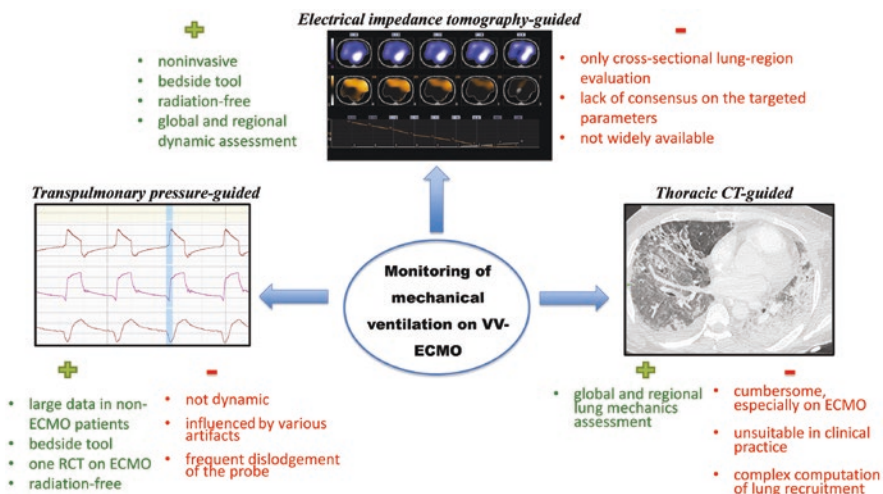 Electrical impedance tomography-guided
+
• noninvasive
• bedside tool
• radiation-free
• global and regional
dynamic assessment
-
• only cross-sectional lung-region
evaluation
• lack of consensus on the targeted
parameters
• not widely available
Transpulmonary pressure-guided
Thoracic CT-guided
Monitoring of
mechanical
ventilation on VV-
ECMO
+
• large data in non-
ECMO patients
• bedside tool
• one RCT on ECMO
• radiation-free
-
• not dynamic
• influenced by various
artifacts
• frequent dislodgement
of the probe
+
• global and regional
lung mechanics
assessment
-
• cumbersome,
especially on ECMO
• unsuitable in clinical
practice
• complex computation
of lung recruitment